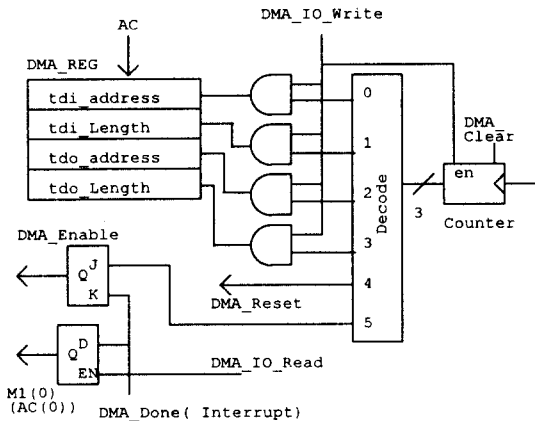 DMA_IO_Write
AC
DMA_REG
tdi_address
tdi_Length
tdo_address
tdo_Length
0
1
2
3
4
5
Decode
3
DMA_
Clear
en
Counter
DMA_Enable
Q
J
K
DMA_Reset
Q
D
EN
DMA_IO_Read
M1(0)
(AC(0))
DMA_Done( Interrupt)